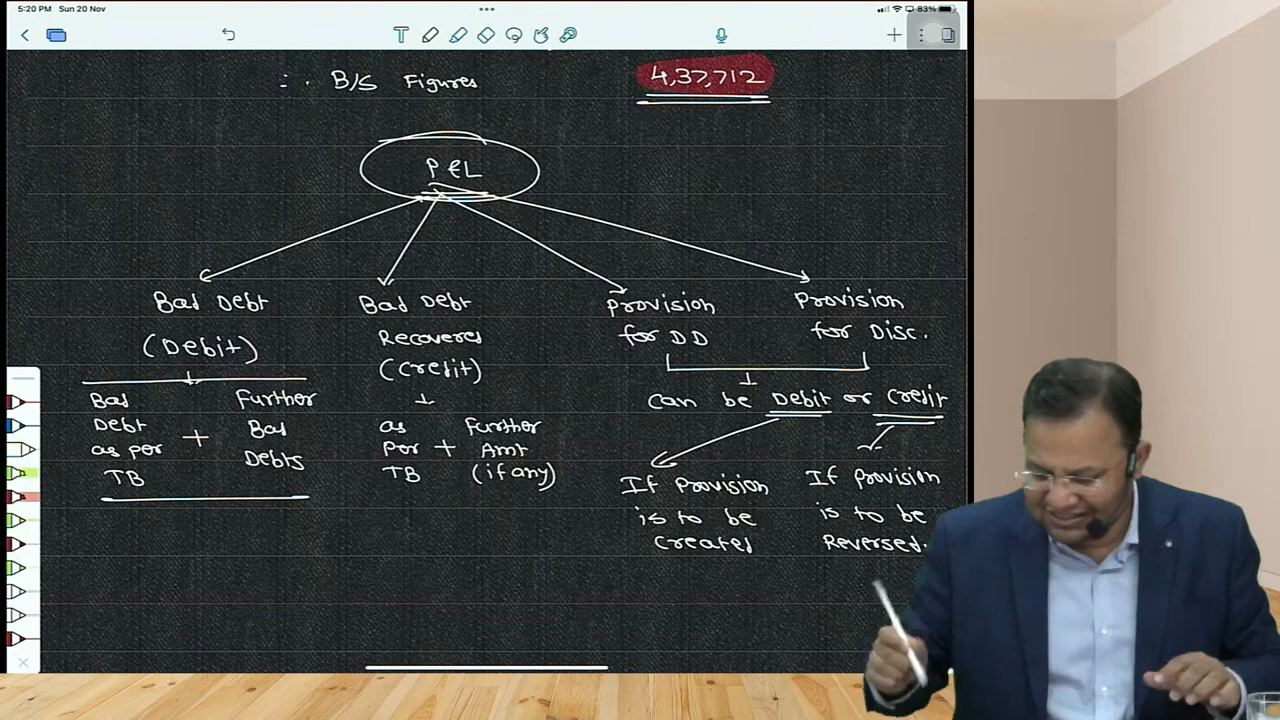 5:20 PM Sun 20 Nov
83%
∴ B/S Figures 4,37,712
P&L
Bad Debt
(Debit)
Bad
Debt
as per
TB
+
Further
Bad
Debts
Bad Debt
Recovered
(Credit)
as
per
TB
+
Further
Amt
(if any)
Provision
for DD
Provision
for Disc.
can be Debit or Credit
If Provision
is to be
Created
If Provision
is to be
Reversed.